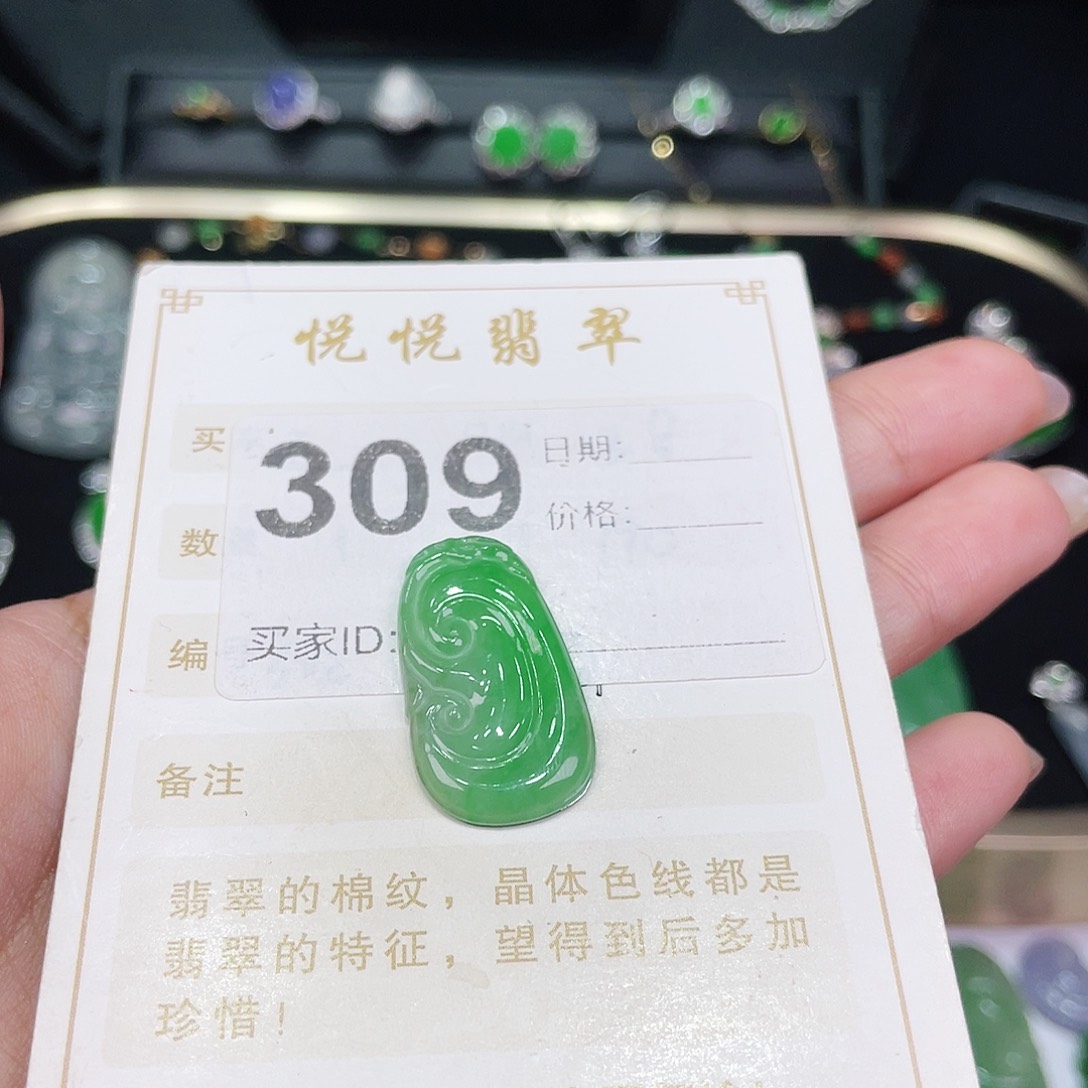 悦悦翡翠
买
309
日期:
价格:
数
买家ID:
编
备注
翡翠的棉纹，晶体色线都是
翡翠的特征，望得到后多加
珍惜！